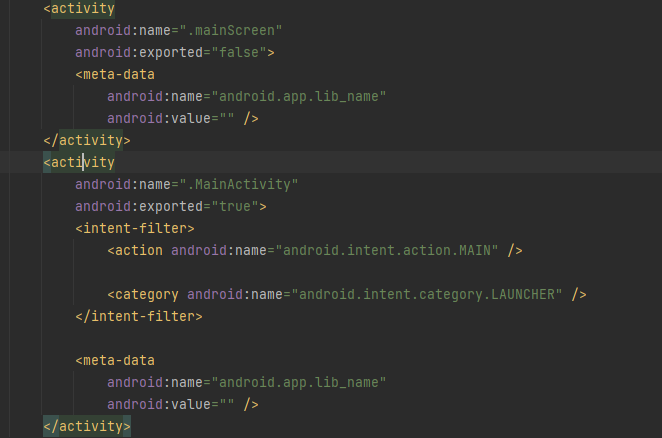 <activity
android:name=".mainScreen"
android:exported="false">
<meta-data
android:name="android.app.lib_name"
android:value="" />
</activity>
<activity
android:name=".MainActivity"
android:exported="true">
<intent-filter>
<action android:name="android.intent.action.MAIN" />
<category android:name="android.intent.category.LAUNCHER" />
</intent-filter>
<meta-data
android:name="android.app.lib_name"
android:value="" />
</activity>